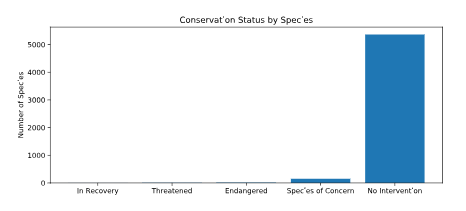 Conservat'on Status by Spec'es
Number of Spec'es
5000
4000
3000
2000
1000
0
In Recovery
Threatened
Endangered
Spec'es of Concern
No Intervent'on